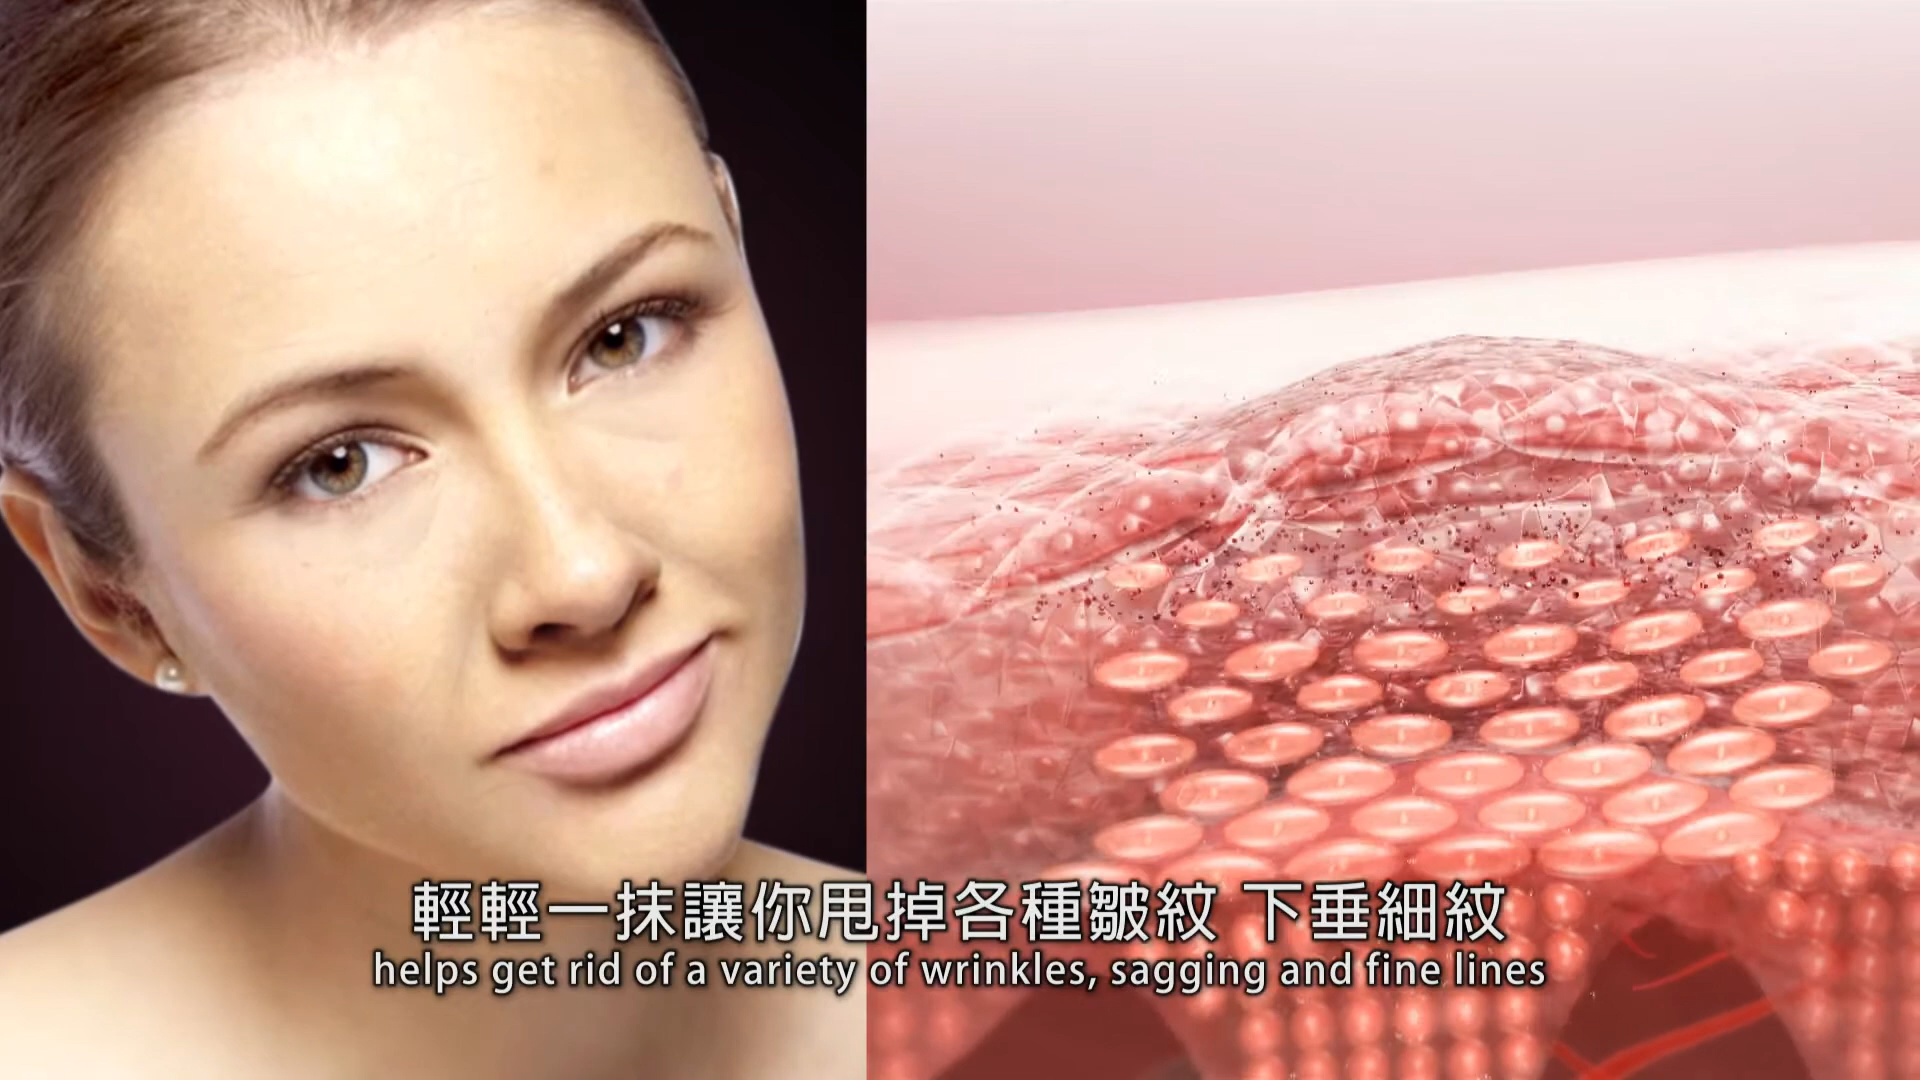 輕輕一抹讓你甩掉各種皺紋 下垂細紋
helps get rid of a variety of wrinkles, sagging and fine lines